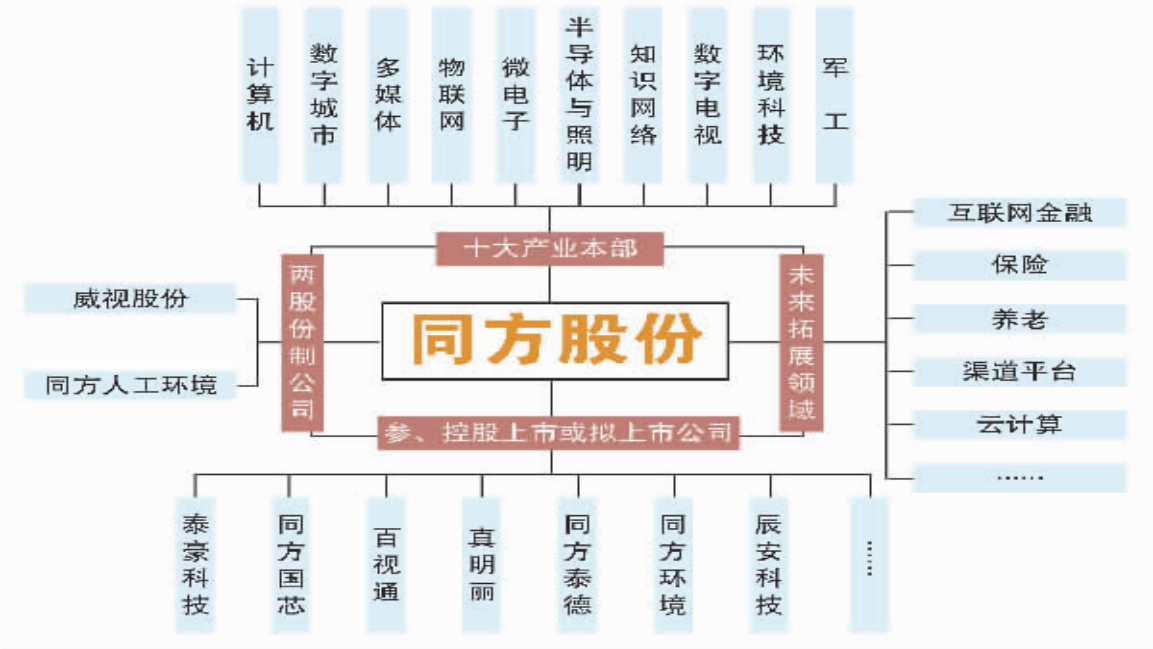 计算机
数字城市
多媒体
物联网
微电子
半导体与照明
知识网络
数字电视
环境科技
军工
十大产业本部
两股份制公司
威视股份
同方人工环境
同方股份
未来拓展领域
互联网金融
保险
养老
渠道平台
云计算
……
参、控股上市或拟上市公司
泰豪科技
同方国芯
百视通
真明丽
同方泰德
同方环境
辰安科技
……